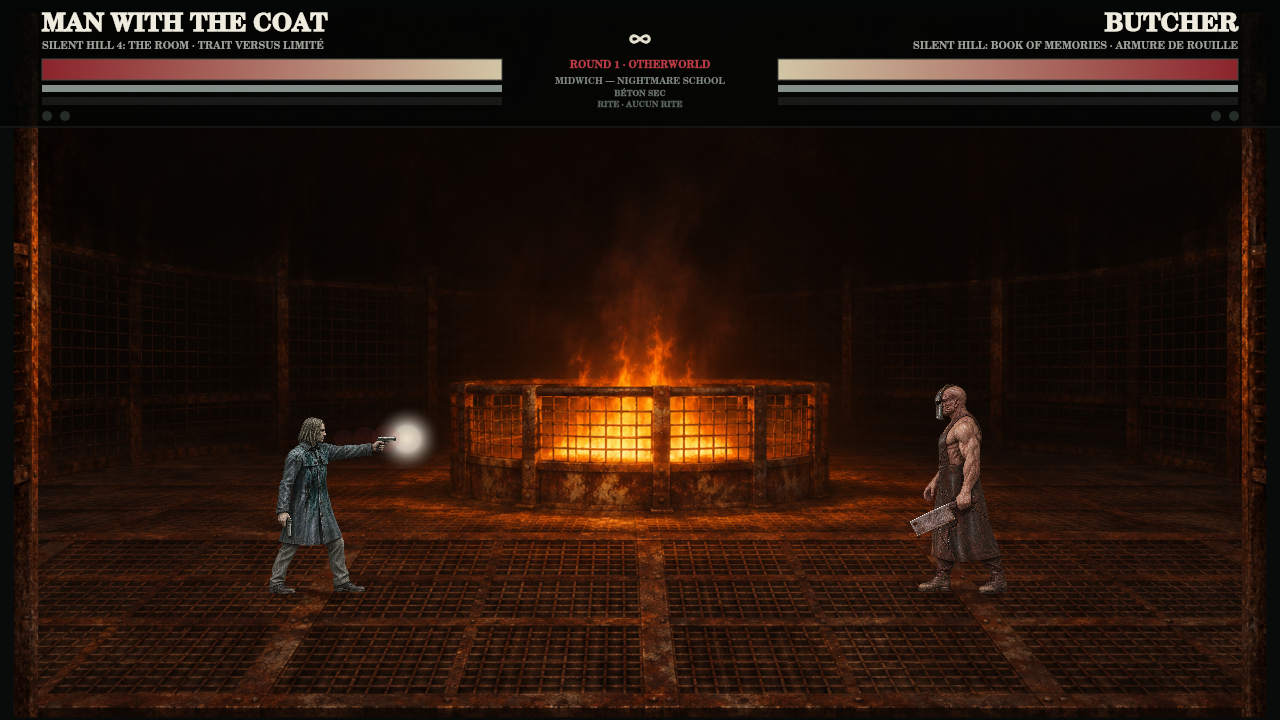 MAN WITH THE COAT
SILENT HILL 4: THE ROOM · TRAIT VERSUS LIMITÉ
∞
ROUND 1 · OTHERWORLD
MIDWICH — NIGHTMARE SCHOOL
BÉTON SEC
RITE · AUCUN RITE
BUTCHER
SILENT HILL: BOOK OF MEMORIES · ARMURE DE ROUILLE